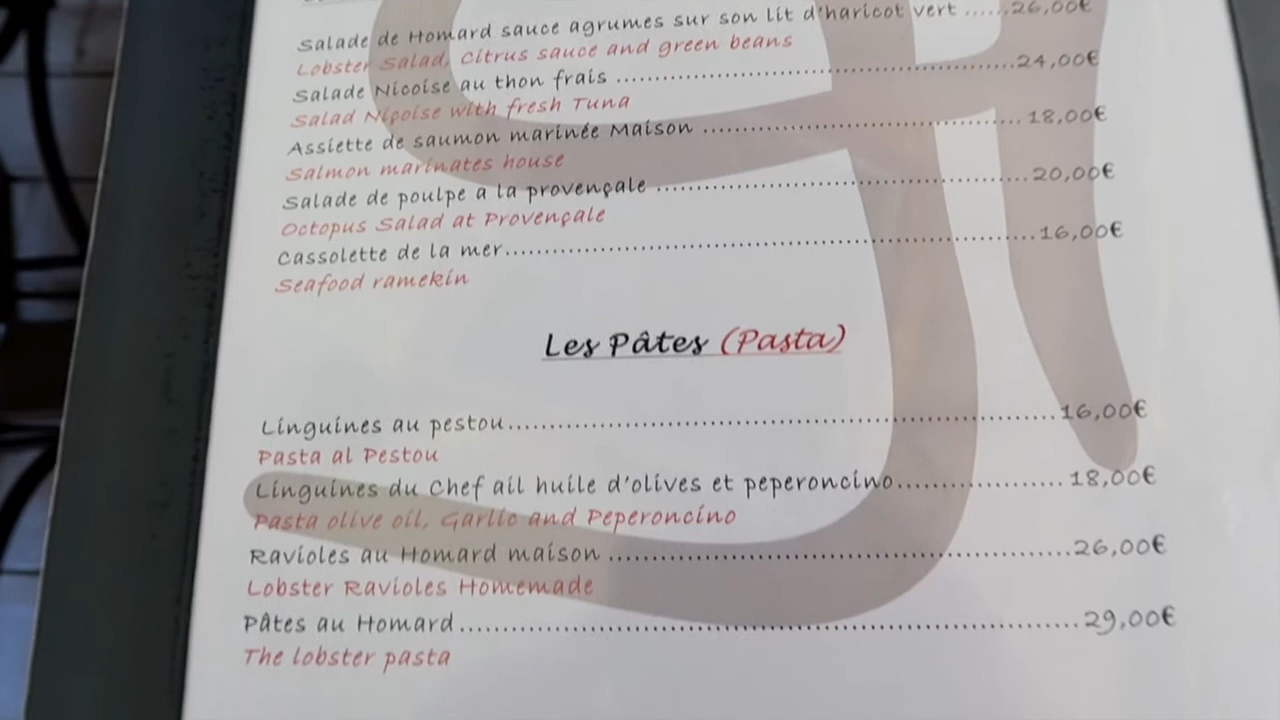 Salade de Homard sauce agrumes sur son lit d'haricot vert ......26,00€
Lobster Salad, Citrus sauce and green beans
Salade Nicoise au thon frais ........................................24,00€
Salad Niçoise with fresh Tuna
Assiette de saumon marinée Maison ................................18,00€
Salmon marinates house
Salade de poulpe a la provençale .....................................20,00€
Octopus Salad at Provençale
Cassolette de la mer.....................................................16,00€
Seafood ramekin
Les Pâtes (Pasta)
Linguines au pestou......................................................16,00€
Pasta al Pestou
Linguines du Chef ail huile d'olives et peperoncino................18,00€
Pasta olive oil, Garlic and Peperoncino
Ravioles au Homard maison .............................................26,00€
Lobster Ravioles Homemade
Pâtes au Homard..............................................................29,00€
The lobster pasta